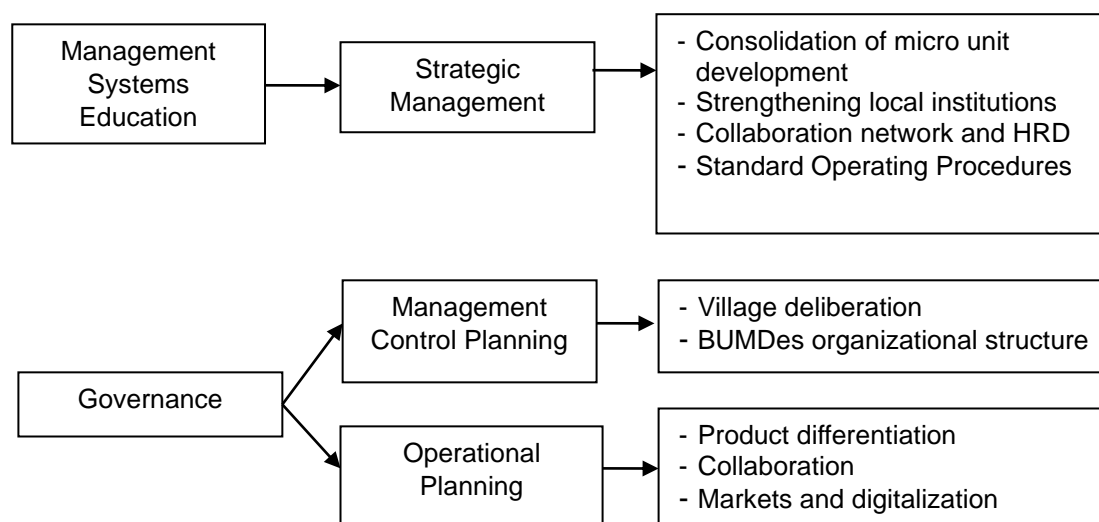 Management
Systems
Education
Strategic
Management
- Consolidation of micro unit
development
- Strengthening local institutions
- Collaboration network and HRD
- Standard Operating Procedures
Governance
Management
Control Planning
- Village deliberation
- BUMDes organizational structure
Operational
Planning
- Product differentiation
- Collaboration
- Markets and digitalization